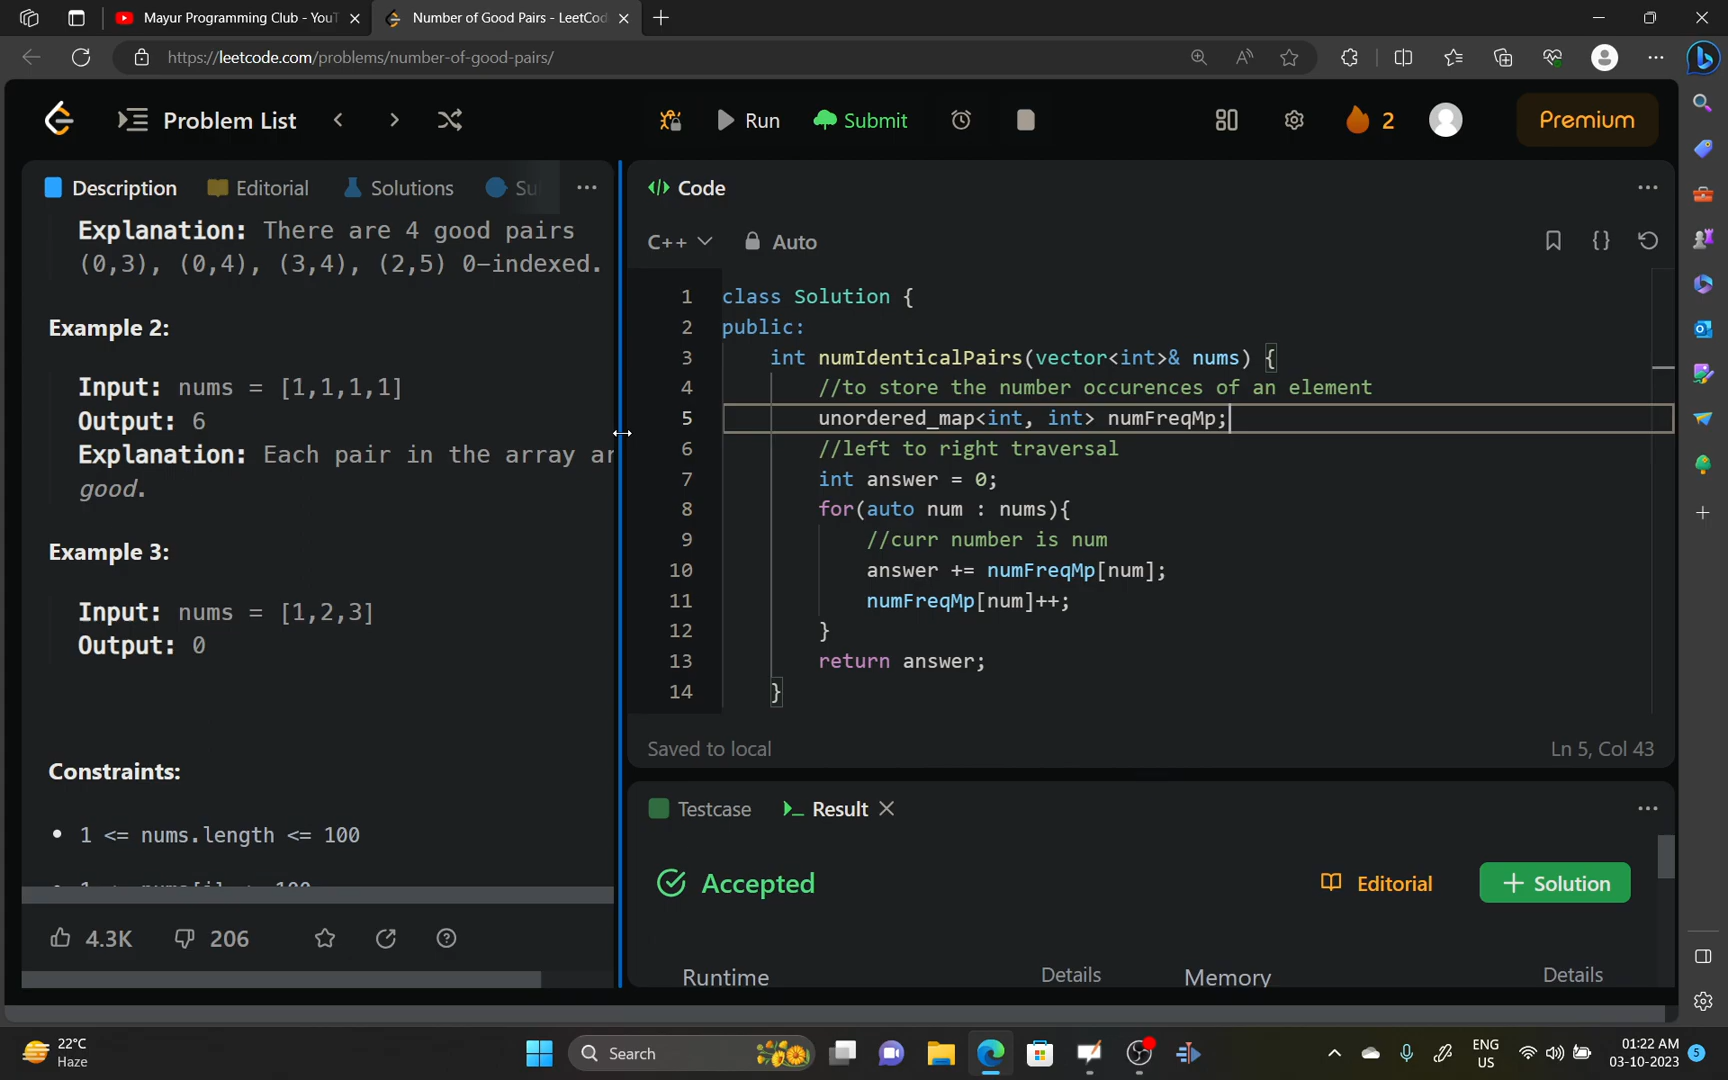 Mayur Programming Club - YouT
Number of Good Pairs - LeetCod
https://leetcode.com/problems/number-of-good-pairs/
Problem List
Run
Submit
2
Premium
Description
Editorial
Solutions
Su
Explanation: There are 4 good pairs
(0,3), (0,4), (3,4), (2,5) 0-indexed.
Example 2:
Input: nums = [1,1,1,1]
Output: 6
Explanation: Each pair in the array ar
good.
Example 3:
Input: nums = [1,2,3]
Output: 0
Constraints:
• 1 <= nums.length <= 100
4.3K
206
Code
C++
Auto
1 class Solution {
2 public:
3 int numIdenticalPairs(vector<int>& nums) {
4 //to store the number occurences of an element
5 unordered_map<int, int> numFreqMp;
6 //left to right traversal
7 int answer = 0;
8 for(auto num : nums){
9 //curr number is num
10 answer += numFreqMp[num];
11 numFreqMp[num]++;
12 }
13 return answer;
14 }
Saved to local
Ln 5, Col 43
Testcase
Result
Accepted
Editorial
Solution
Runtime
Details
Memory
Details
22°C
Haze
Search
ENG
US
01:22 AM
03-10-2023
5